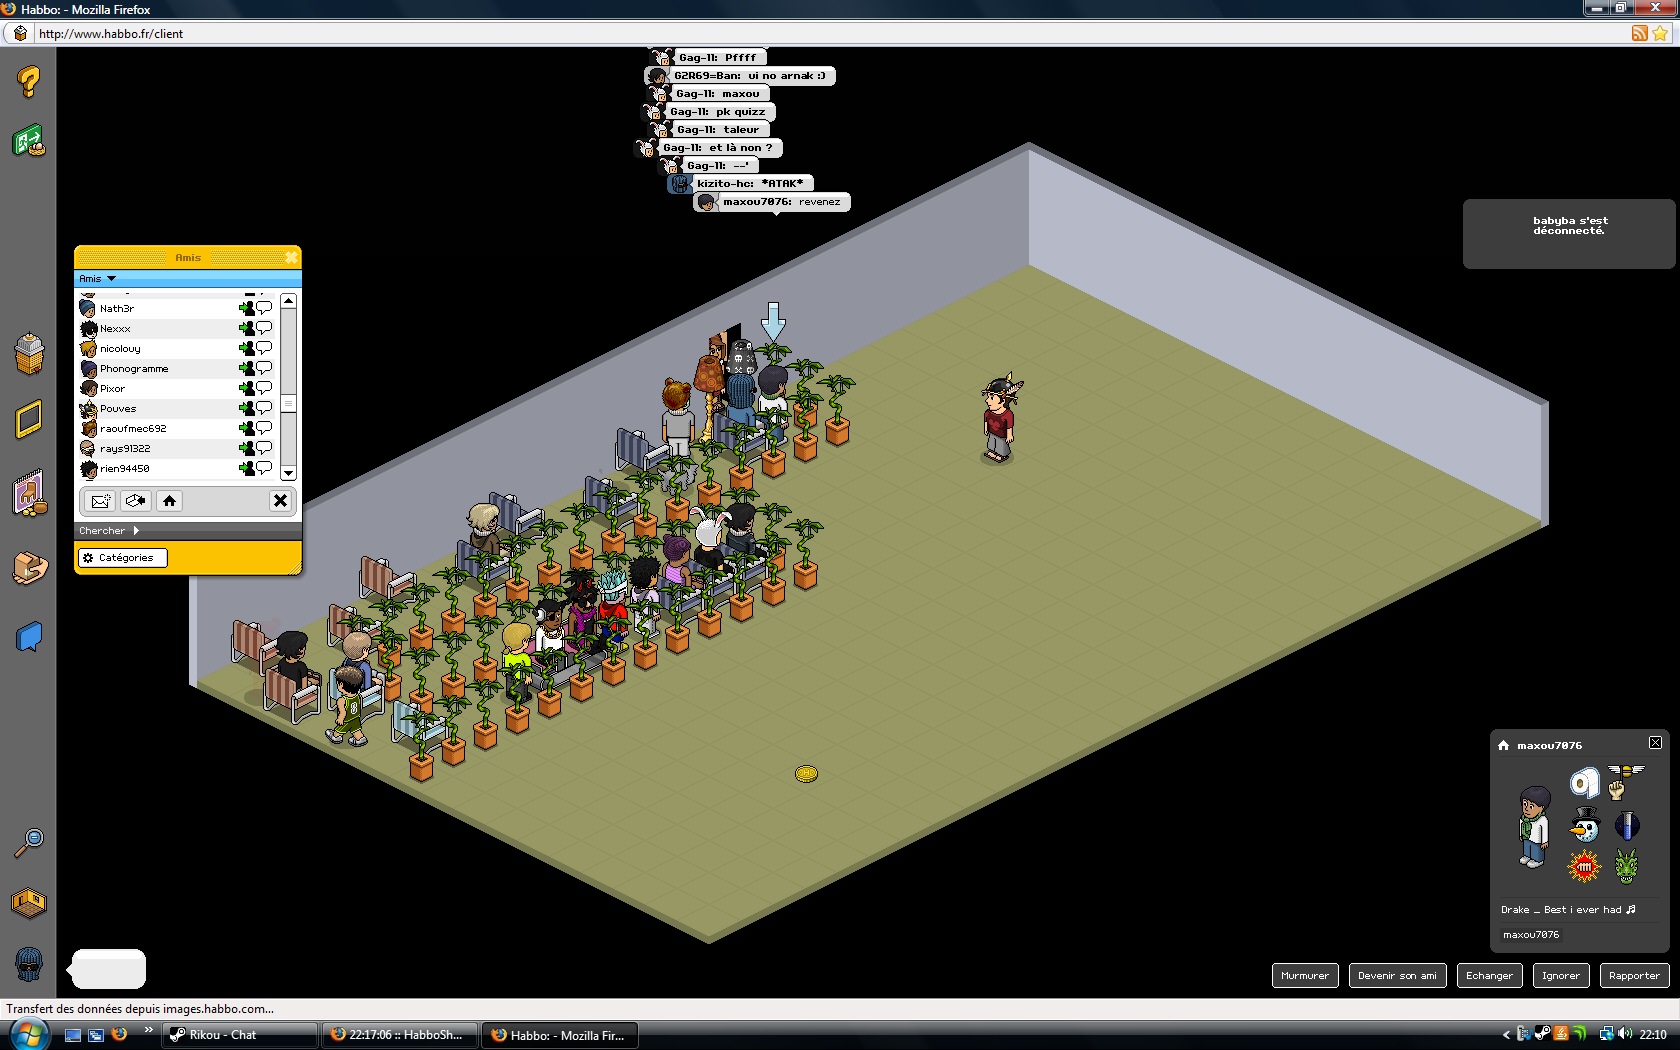 Habbo: - Mozilla Firefox
http://www.habbo.fr/client
Gag-11: Pffff
G2R69=Ban: ui no arnak :)
Gag-11: maxou
Gag-11: pk quizz
Gag-11: taleur
Gag-11: et là non ?
Gag-11: --'
kizito-hc: *ATAK*
maxou7076: revenez
babyba s'est
déconnecté.
Amis
Amis
Nath3r
Nexxx
nicolouy
Phonogramme
Pixor
Pouves
raoufmec692
rays91322
rien94450
Chercher
Catégories
maxou7076
Drake _ Best i ever had ♫
maxou7076
Murmurer
Devenir son ami
Echanger
Ignorer
Rapporter
Transfert des données depuis images.habbo.com...
Rikou - Chat
22:17:06 :: HabboSh...
Habbo: - Mozilla Fir...
22:10